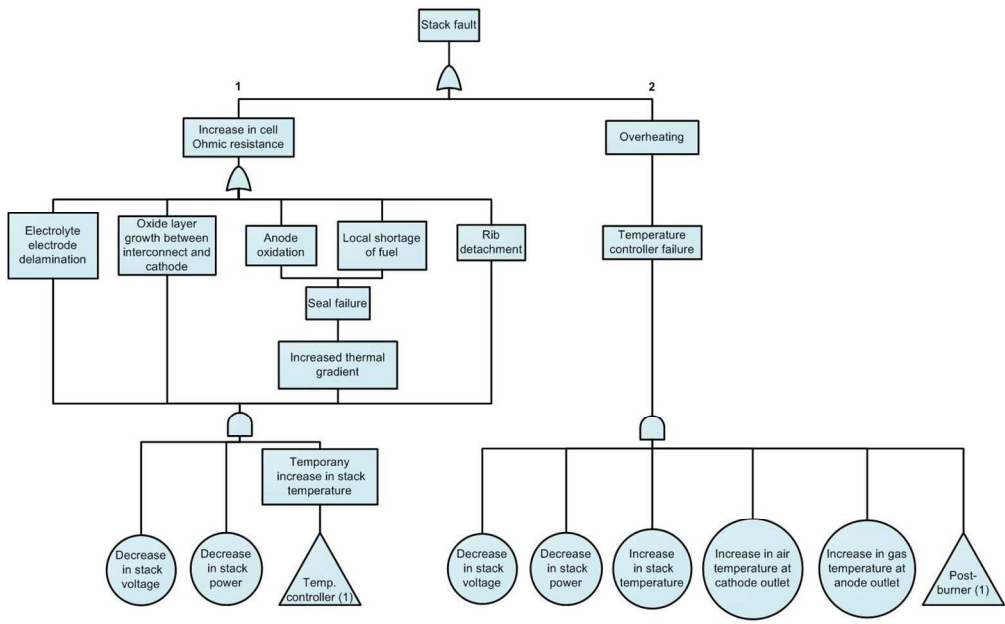 Stack fault
1
2
Increase in cell
Ohmic resistance
Overheating
Electrolyte
electrode
delamination
Oxide layer
growth between
interconnect and
cathode
Anode
oxidation
Local shortage
of fuel
Rib
detachment
Temperature
controller failure
Seal failure
Increased thermal
gradient
Temporany
increase in stack
temperature
Decrease
in stack
voltage
Decrease
in stack
power
Temp.
controller (1)
Decrease
in stack
voltage
Decrease
in stack
power
Increase
in stack
temperature
Increase in air
temperature at
cathode outlet
Increase in gas
temperature at
anode outlet
Post-
burner (1)